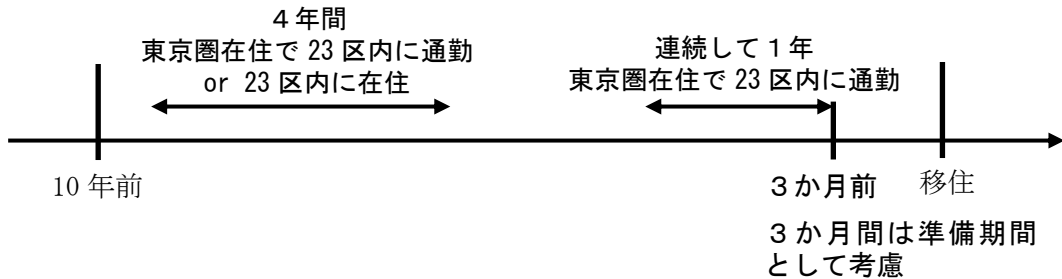 ４年間
東京圏在住で 23 区内に通勤
or 23 区内に在住
連続して１年
東京圏在住で 23 区内に通勤
10 年前
３か月前
移住
３か月間は準備期間
として考慮